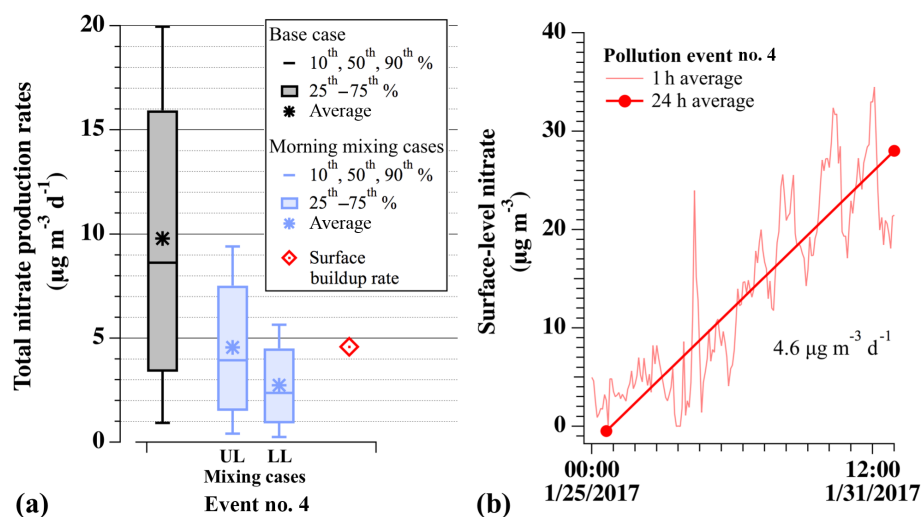 Total nitrate production rates
(µg m⁻³ d⁻¹)
20
15
10
5
0
Base case
10th, 50th, 90th %
25th–75th %
Average
Morning mixing cases
10th, 50th, 90th %
25th–75th %
Average
Surface
buildup rate
UL LL
Mixing cases
(a) Event no. 4
Surface-level nitrate
(µg m⁻³)
40
30
20
10
0
Pollution event no. 4
1 h average
24 h average
4.6 µg m⁻³ d⁻¹
00:00 12:00
1/25/2017 1/31/2017
(b)